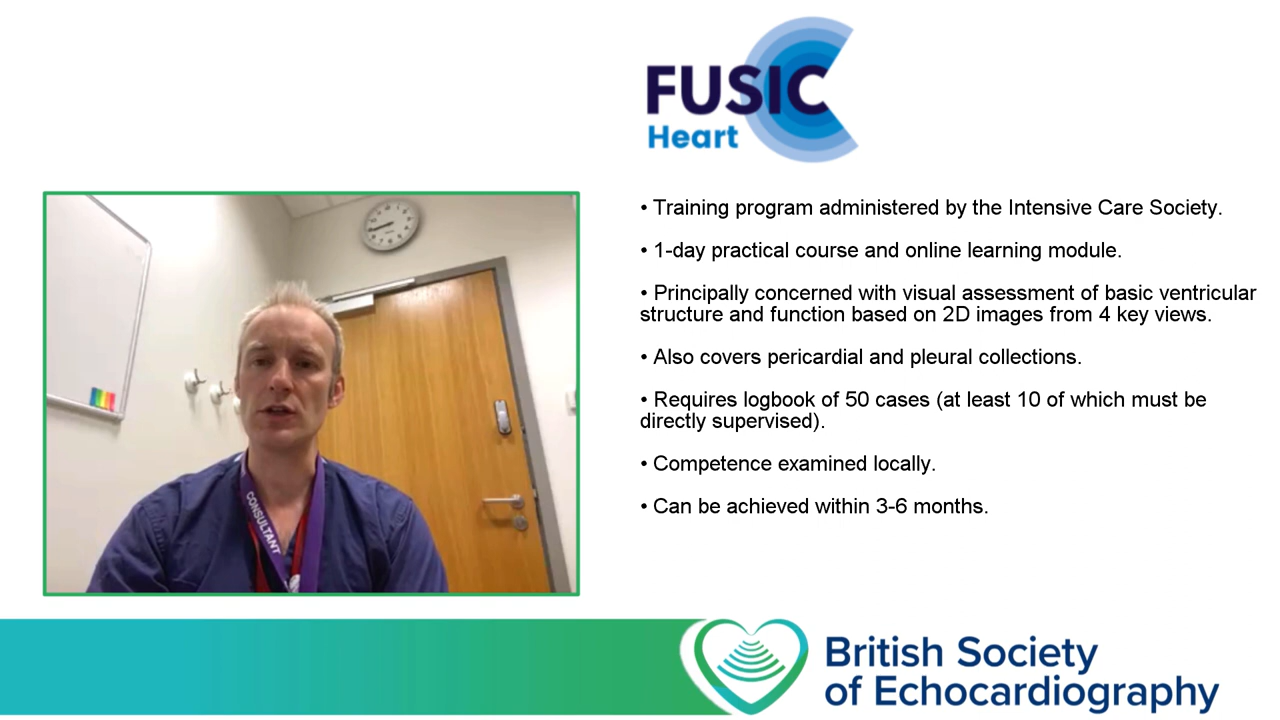 FUSIC
Heart
• Training program administered by the Intensive Care Society.
• 1-day practical course and online learning module.
• Principally concerned with visual assessment of basic ventricular
structure and function based on 2D images from 4 key views.
• Also covers pericardial and pleural collections.
• Requires logbook of 50 cases (at least 10 of which must be
directly supervised).
• Competence examined locally.
• Can be achieved within 3-6 months.
CONSULTANT
British Society
of Echocardiography